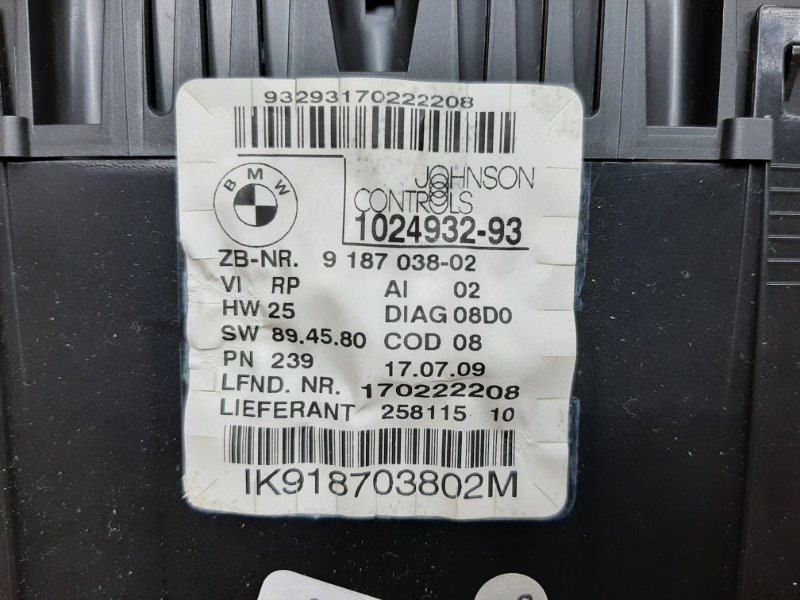 93293170222208
BMW
JOHNSON
CONTROLS
1024932-93
ZB-NR. 9 187 038-02
VI RP AI 02
HW 25 DIAG 08D0
SW 89.45.80 COD 08
PN 239 17.07.09
LFND. NR. 170222208
LIEFERANT 258115 10
IK918703802M